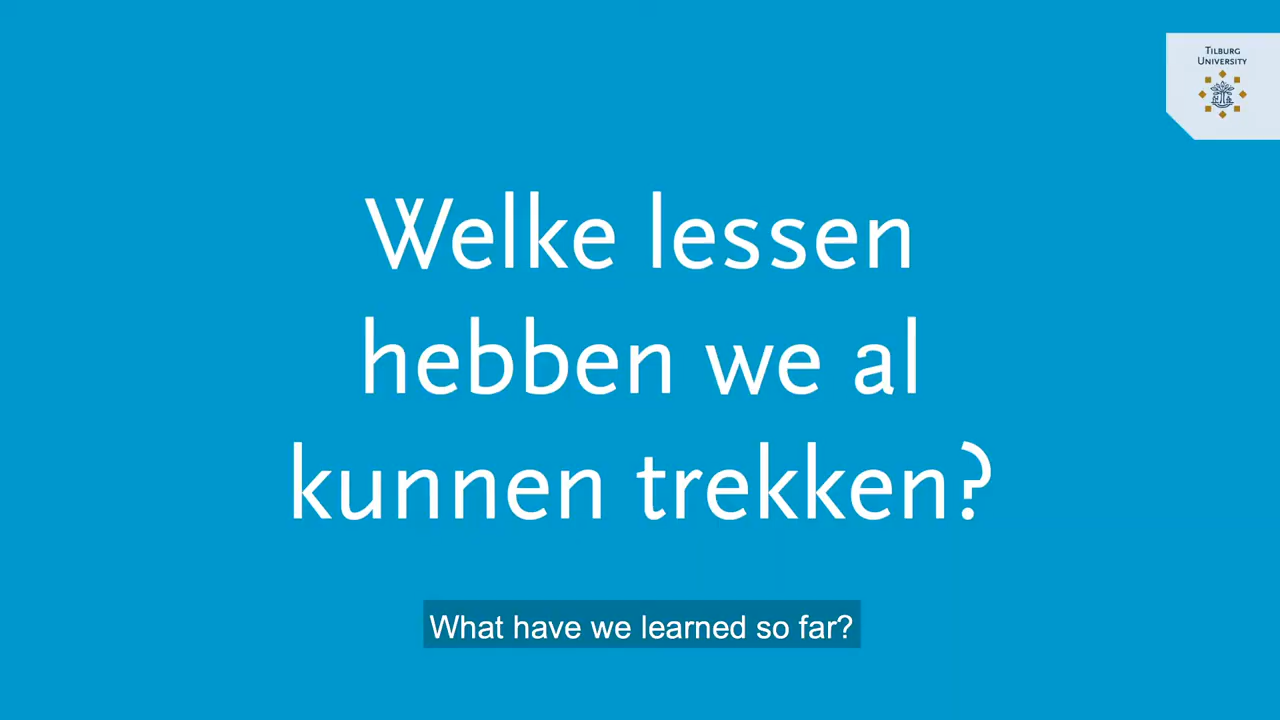 TILBURG
UNIVERSITY
Welke lessen
hebben we al
kunnen trekken?
What have we learned so far?